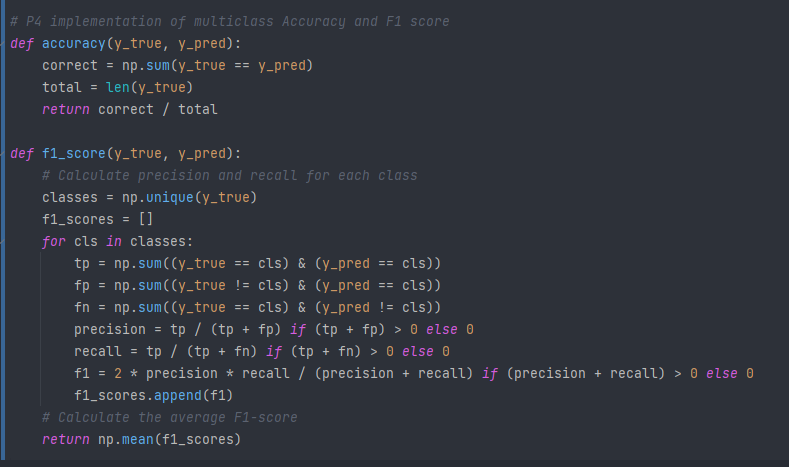 # P4 implementation of multiclass Accuracy and F1 score
def accuracy(y_true, y_pred):
    correct = np.sum(y_true == y_pred)
    total = len(y_true)
    return correct / total

def f1_score(y_true, y_pred):
    # Calculate precision and recall for each class
    classes = np.unique(y_true)
    f1_scores = []
    for cls in classes:
        tp = np.sum((y_true == cls) & (y_pred == cls))
        fp = np.sum((y_true != cls) & (y_pred == cls))
        fn = np.sum((y_true == cls) & (y_pred != cls))
        precision = tp / (tp + fp) if (tp + fp) > 0 else 0
        recall = tp / (tp + fn) if (tp + fn) > 0 else 0
        f1 = 2 * precision * recall / (precision + recall) if (precision + recall) > 0 else 0
        f1_scores.append(f1)
    # Calculate the average F1-score
    return np.mean(f1_scores)